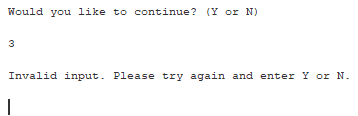 Would you like to continue? (Y or N)
3
Invalid input. Please try again and enter Y or N.